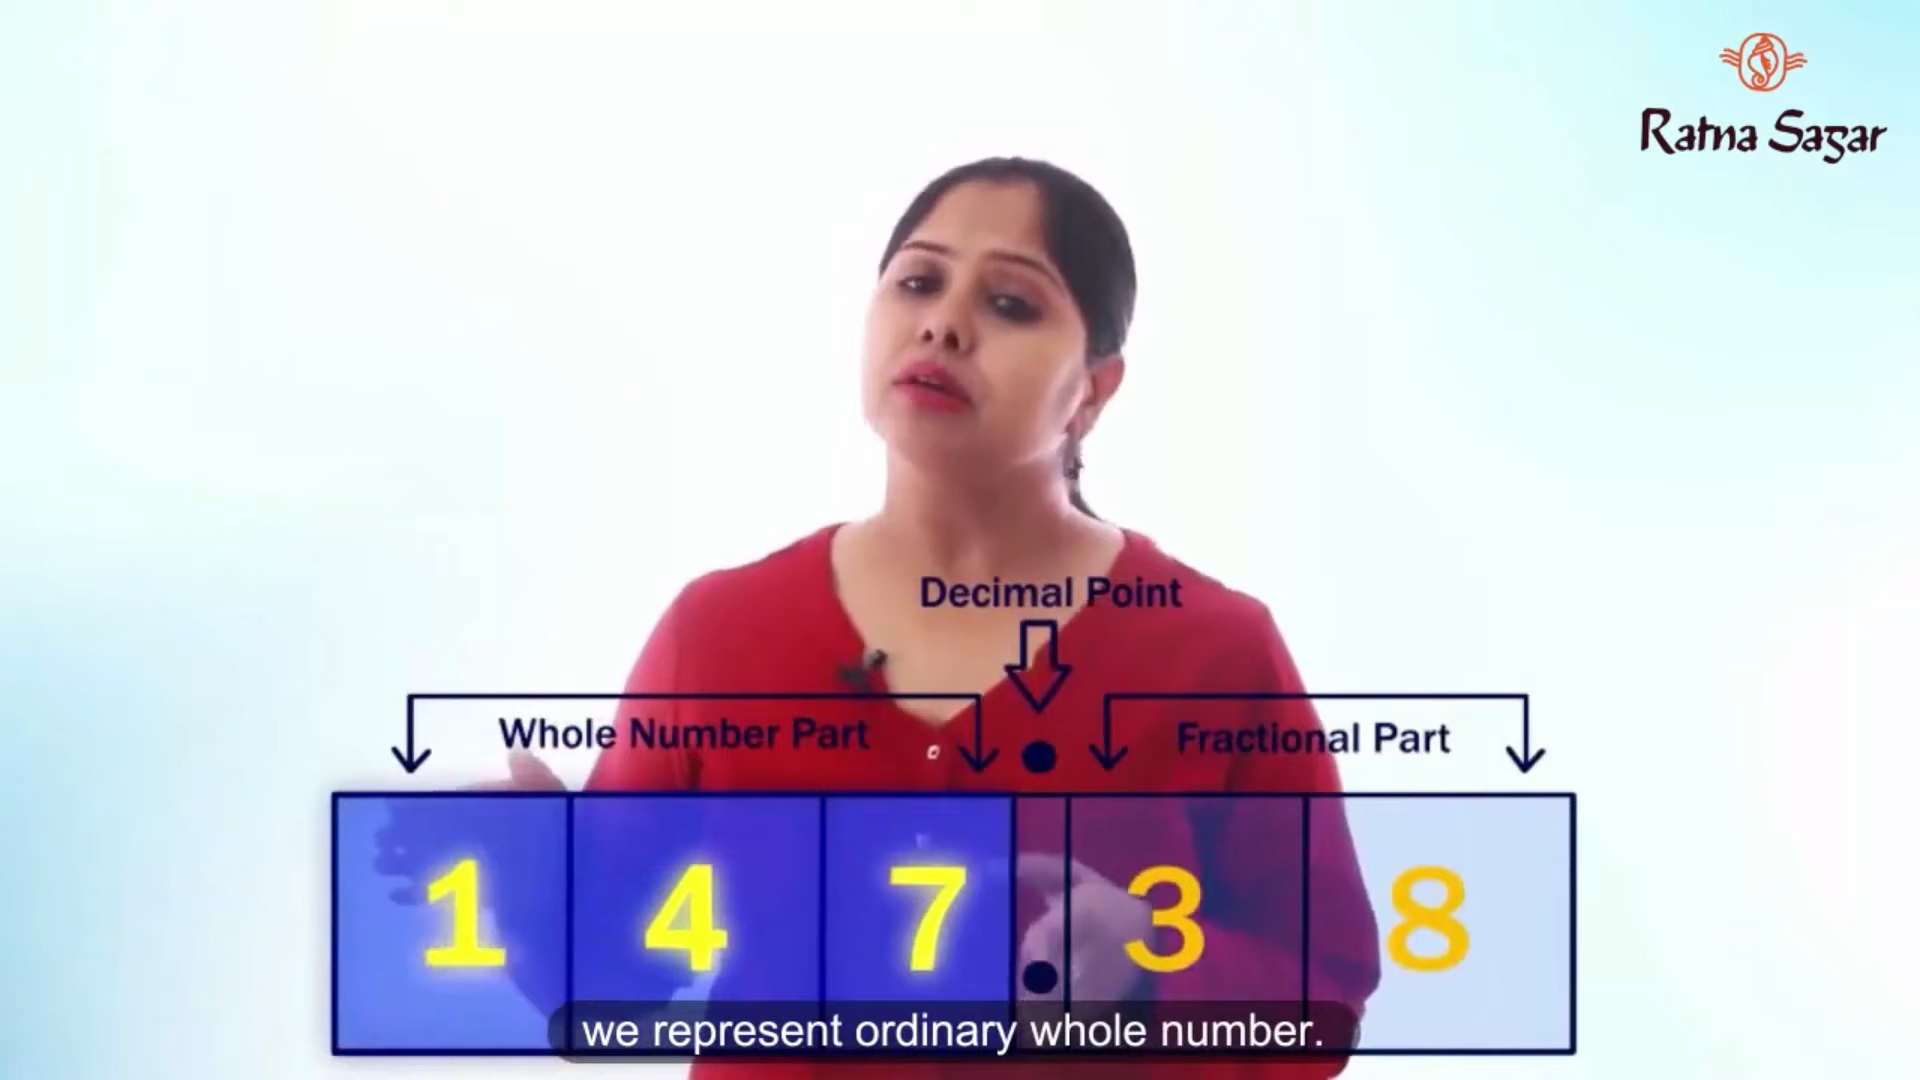 Ratna Sagar
Decimal Point
Whole Number Part
Fractional Part
1 4 7 . 3 8
we represent ordinary whole number.